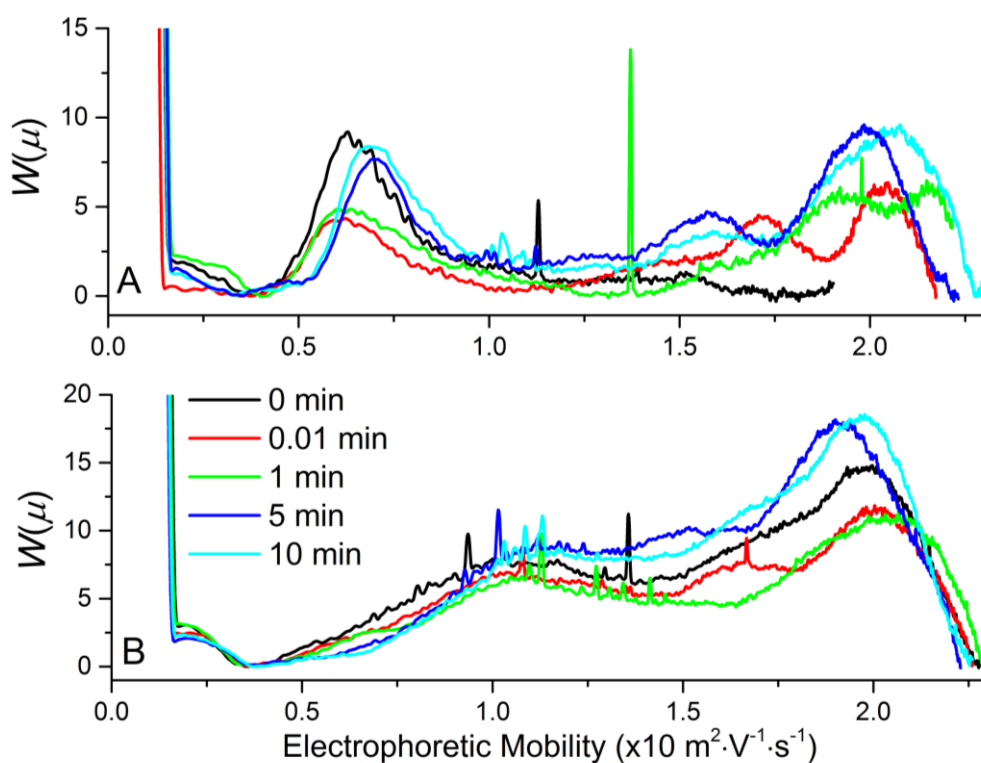 15
10
5
0
W(μ)
A
0.0 0.5 1.0 1.5 2.0
20
15
10
5
0
W(μ)
0 min
0.01 min
1 min
5 min
10 min
B
0.0 0.5 1.0 1.5 2.0
Electrophoretic Mobility (x10 m²·V⁻¹·s⁻¹)